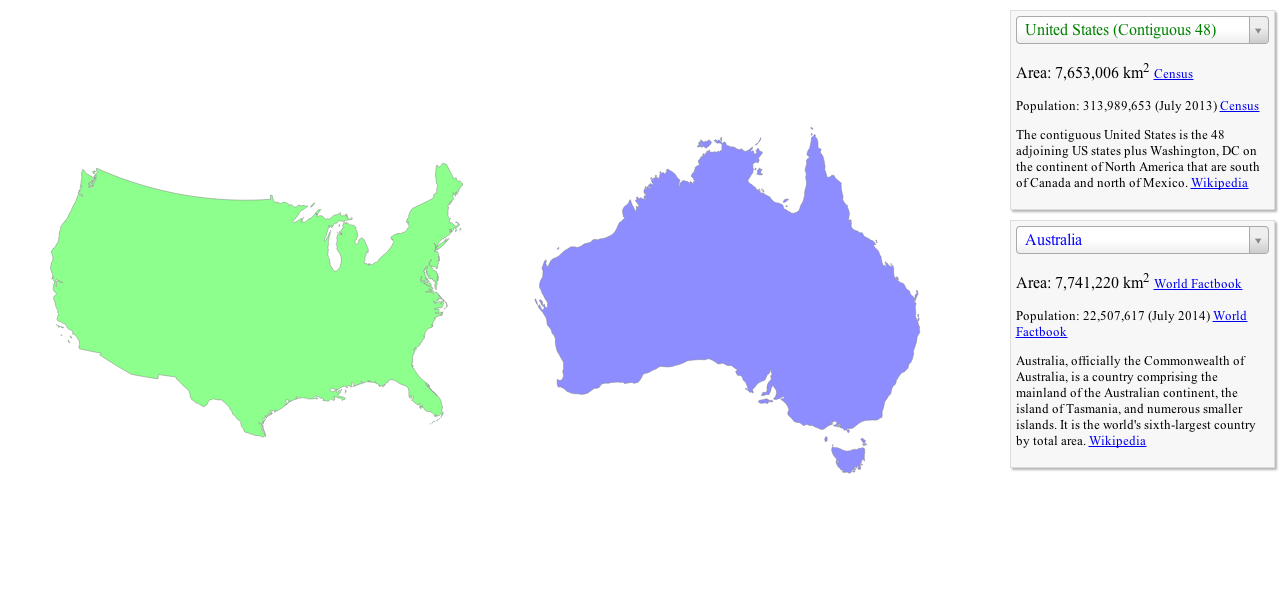 United States (Contiguous 48)
Area: 7,653,006 km2 Census
Population: 313,989,653 (July 2013) Census
The contiguous United States is the 48
adjoining US states plus Washington, DC on
the continent of North America that are south
of Canada and north of Mexico. Wikipedia
Australia
Area: 7,741,220 km2 World Factbook
Population: 22,507,617 (July 2014) World
Factbook
Australia, officially the Commonwealth of
Australia, is a country comprising the
mainland of the Australian continent, the
island of Tasmania, and numerous smaller
islands. It is the world's sixth-largest country
by total area. Wikipedia